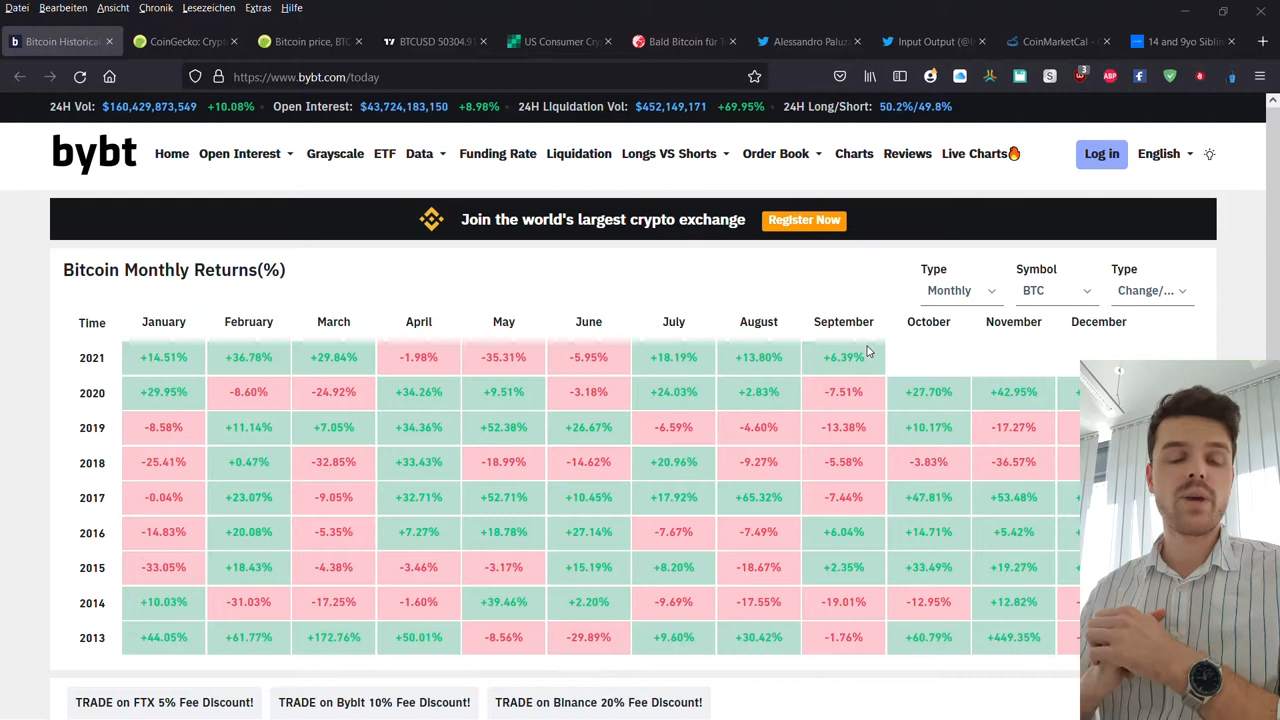 Datei Bearbeiten Ansicht Chronik Lesezeichen Extras Hilfe
Bitcoin Historical CoinGecko: Crypt Bitcoin price, BTC BTCUSD 50304.91 US Consumer Cry Bald Bitcoin für T Alessandro Paluz Input Output (@I CoinMarketCal - 14 and 9yo Siblin
https://www.bybt.com/today
3 S ABP
24H Vol: $160,429,873,549 +10.08% Open Interest: $43,724,183,150 +8.98% 24H Liquidation Vol: $452,149,171 +69.95% 24H Long/Short: 50.2%/49.8%
bybt Home Open Interest Grayscale ETF Data Funding Rate Liquidation Longs VS Shorts Order Book Charts Reviews Live Charts Log in English
Join the world's largest crypto exchange Register Now
Bitcoin Monthly Returns(%)
Type Symbol Type
Monthly BTC Change/...
Time January February March April May June July August September October November December
2021 +14.51% +36.78% +29.84% -1.98% -35.31% -5.95% +18.19% +13.80% +6.39%
2020 +29.95% -8.60% -24.92% +34.26% +9.51% -3.18% +24.03% +2.83% -7.51% +27.70% +42.95% +
2019 -8.58% +11.14% +7.05% +34.36% +52.38% +26.67% -6.59% -4.60% -13.38% +10.17% -17.27%
2018 -25.41% +0.47% -32.85% +33.43% -18.99% -14.62% +20.96% -9.27% -5.58% -3.83% -36.57%
2017 -0.04% +23.07% -9.05% +32.71% +52.71% +10.45% +17.92% +65.32% -7.44% +47.81% +53.48%
2016 -14.83% +20.08% -5.35% +7.27% +18.78% +27.14% -7.67% -7.49% +6.04% +14.71% +5.42% +
2015 -33.05% +18.43% -4.38% -3.46% -3.17% +15.19% +8.20% -18.67% +2.35% +33.49% +19.27% +
2014 +10.03% -31.03% -17.25% -1.60% +39.46% +2.20% -9.69% -17.55% -19.01% -12.95% +12.82% -
2013 +44.05% +61.77% +172.76% +50.01% -8.56% -29.89% +9.60% +30.42% -1.76% +60.79% +449.35% -
TRADE on FTX 5% Fee Discount! TRADE on Bybit 10% Fee Discount! TRADE on Binance 20% Fee Discount!